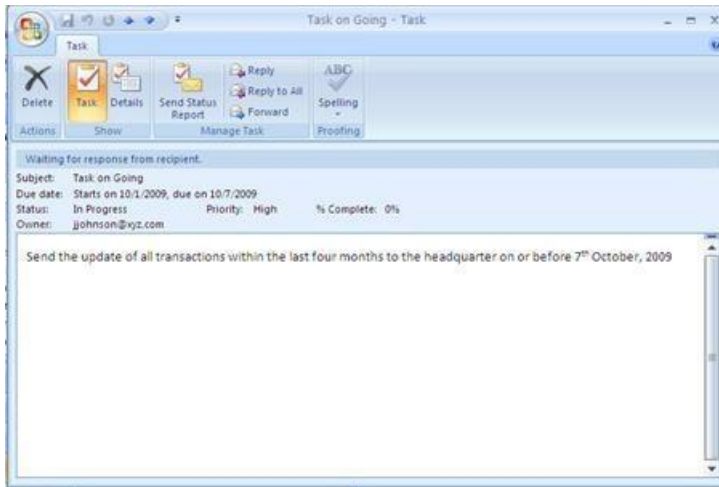 Task on Going - Task
Task
Delete
Task
Details
Send Status
Report
Reply
Reply to All
Forward
ABC
Spelling
Actions
Show
Manage Task
Proofing
Waiting for response from recipient.
Subject: Task on Going
Due date: Starts on 10/1/2009, due on 10/7/2009
Status: In Progress Priority: High % Complete: 0%
Owner: jjohnson@xyz.com
Send the update of all transactions within the last four months to the headquarter on or before 7th October, 2009